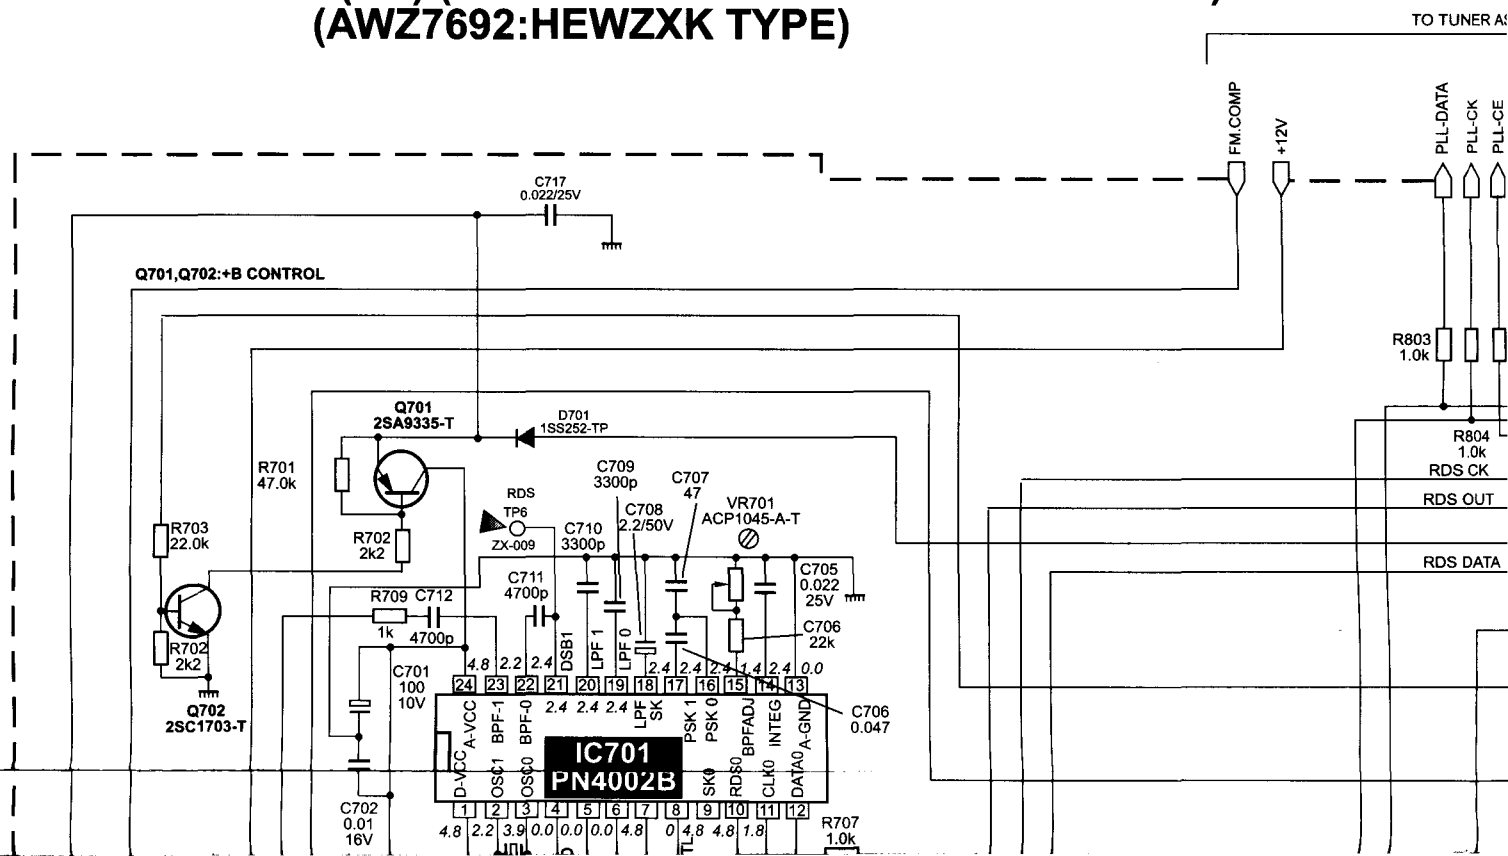 (AWZ7692:HEWZXK TYPE)
TO TUNER AS
FM.COMP
+12V
PLL-DATA
PLL-CK
PLL-CE
C717
0.022/25V
Q701,Q702:+B CONTROL
R803
1.0k
Q701
2SA9335-T
D701
1SS252-TP
R804
1.0k
R701
47.0k
C709
3300p
C707
47
RDS CK
RDS
TP6
ZX-009
C708
2.2/50V
VR701
ACP1045-A-T
RDS OUT
R703
22.0k
R702
2k2
C710
3300p
C705
0.022
25V
RDS DATA
C711
4700p
R709
1k
C712
4700p
C706
22k
R702
2k2
DSB1
LPF 1
LPF 0
C701
100
10V
4.8 2.2 2.4 2.4 2.4 2.4 1.4 2.4 0.0
24 23 22 21 20 19 18 17 16 15 14 13
Q702
2SC1703-T
2.4 2.4 2.4
A-VCC
BPF-1
BPF-0
LPF
SK
PSK 1
PSK 0
BPFADJ
INTEG
A-GND
C706
0.047
IC701
PN4002B
D-VCC
OSC1
OSC0
SK0
RDS0
CLK0
DATA0
1 2 3 4 5 6 7 8 9 10 11 12
C702
0.01
16V
4.8 2.2 3.9 0.0 0.0 0.0 4.8 0 4.8 4.8 1.8
R707
1.0k